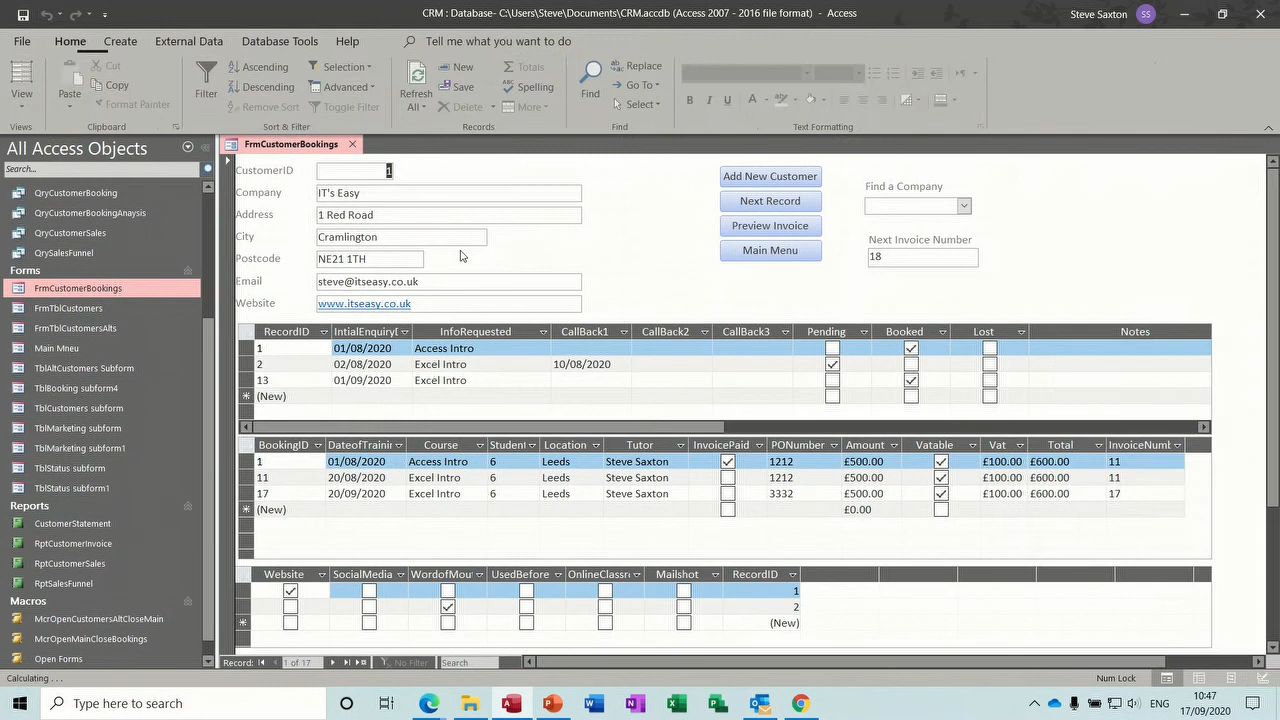 CRM : Database- C:\Users\Steve\Documents\CRM.accdb (Access 2007 - 2016 file format) - Access
Steve Saxton SS
File Home Create External Data Database Tools Help Tell me what you want to do
View
Views
Paste
Cut
Copy
Format Painter
Clipboard
Filter
Ascending
Descending
Remove Sort
Selection
Advanced
Toggle Filter
Sort & Filter
Refresh All
New
Save
Delete
Totals
Spelling
More
Records
Find
Replace
Go To
Select
Find
B I U A
Text Formatting
All Access Objects
Search...
QryCustomerBooking
QryCustomerBookingAnaysis
QryCustomerSales
QrySalesFunnel
Forms
FrmCustomerBookings
FrmTblCustomers
FrmTblCustomersAlts
Main Mneu
TblAltCustomers Subform
TblBooking subform4
TblCustomers subform
TblMarketing subform
TblMarketing subform1
TblStatus subform
TblStatus subform1
Reports
CustomerStatement
RptCustomerInvoice
RptCustomerSales
RptSalesFunnel
Macros
McrOpenCustomersAltCloseMain
McrOpenMainCloseBookings
Open Forms
FrmCustomerBookings
CustomerID 1
Company IT's Easy
Address 1 Red Road
City Cramlington
Postcode NE21 1TH
Email steve@itseasy.co.uk
Website www.itseasy.co.uk
Add New Customer
Next Record
Preview Invoice
Main Menu
Find a Company
Next Invoice Number
18
RecordID IntialEnquiryD InfoRequested CallBack1 CallBack2 CallBack3 Pending Booked Lost Notes
1 01/08/2020 Access Intro
2 02/08/2020 Excel Intro 10/08/2020
13 01/09/2020 Excel Intro
(New)
BookingID DateofTrainir Course Student Location Tutor InvoicePaid PONumber Amount Vatable Vat Total InvoiceNumb
1 01/08/2020 Access Intro 6 Leeds Steve Saxton 1212 £500.00 £100.00 £600.00 11
11 20/08/2020 Excel Intro 6 Leeds Steve Saxton 1212 £500.00 £100.00 £600.00 11
17 20/09/2020 Excel Intro 6 Leeds Steve Saxton 3332 £500.00 £100.00 £600.00 17
(New) £0.00
Website SocialMedia WordofMou UsedBefore OnlineClassr Mailshot RecordID
1
2
(New)
Record: 1 of 17 No Filter Search
Calculating ...
Num Lock
Type here to search
ENG
10:47
17/09/2020